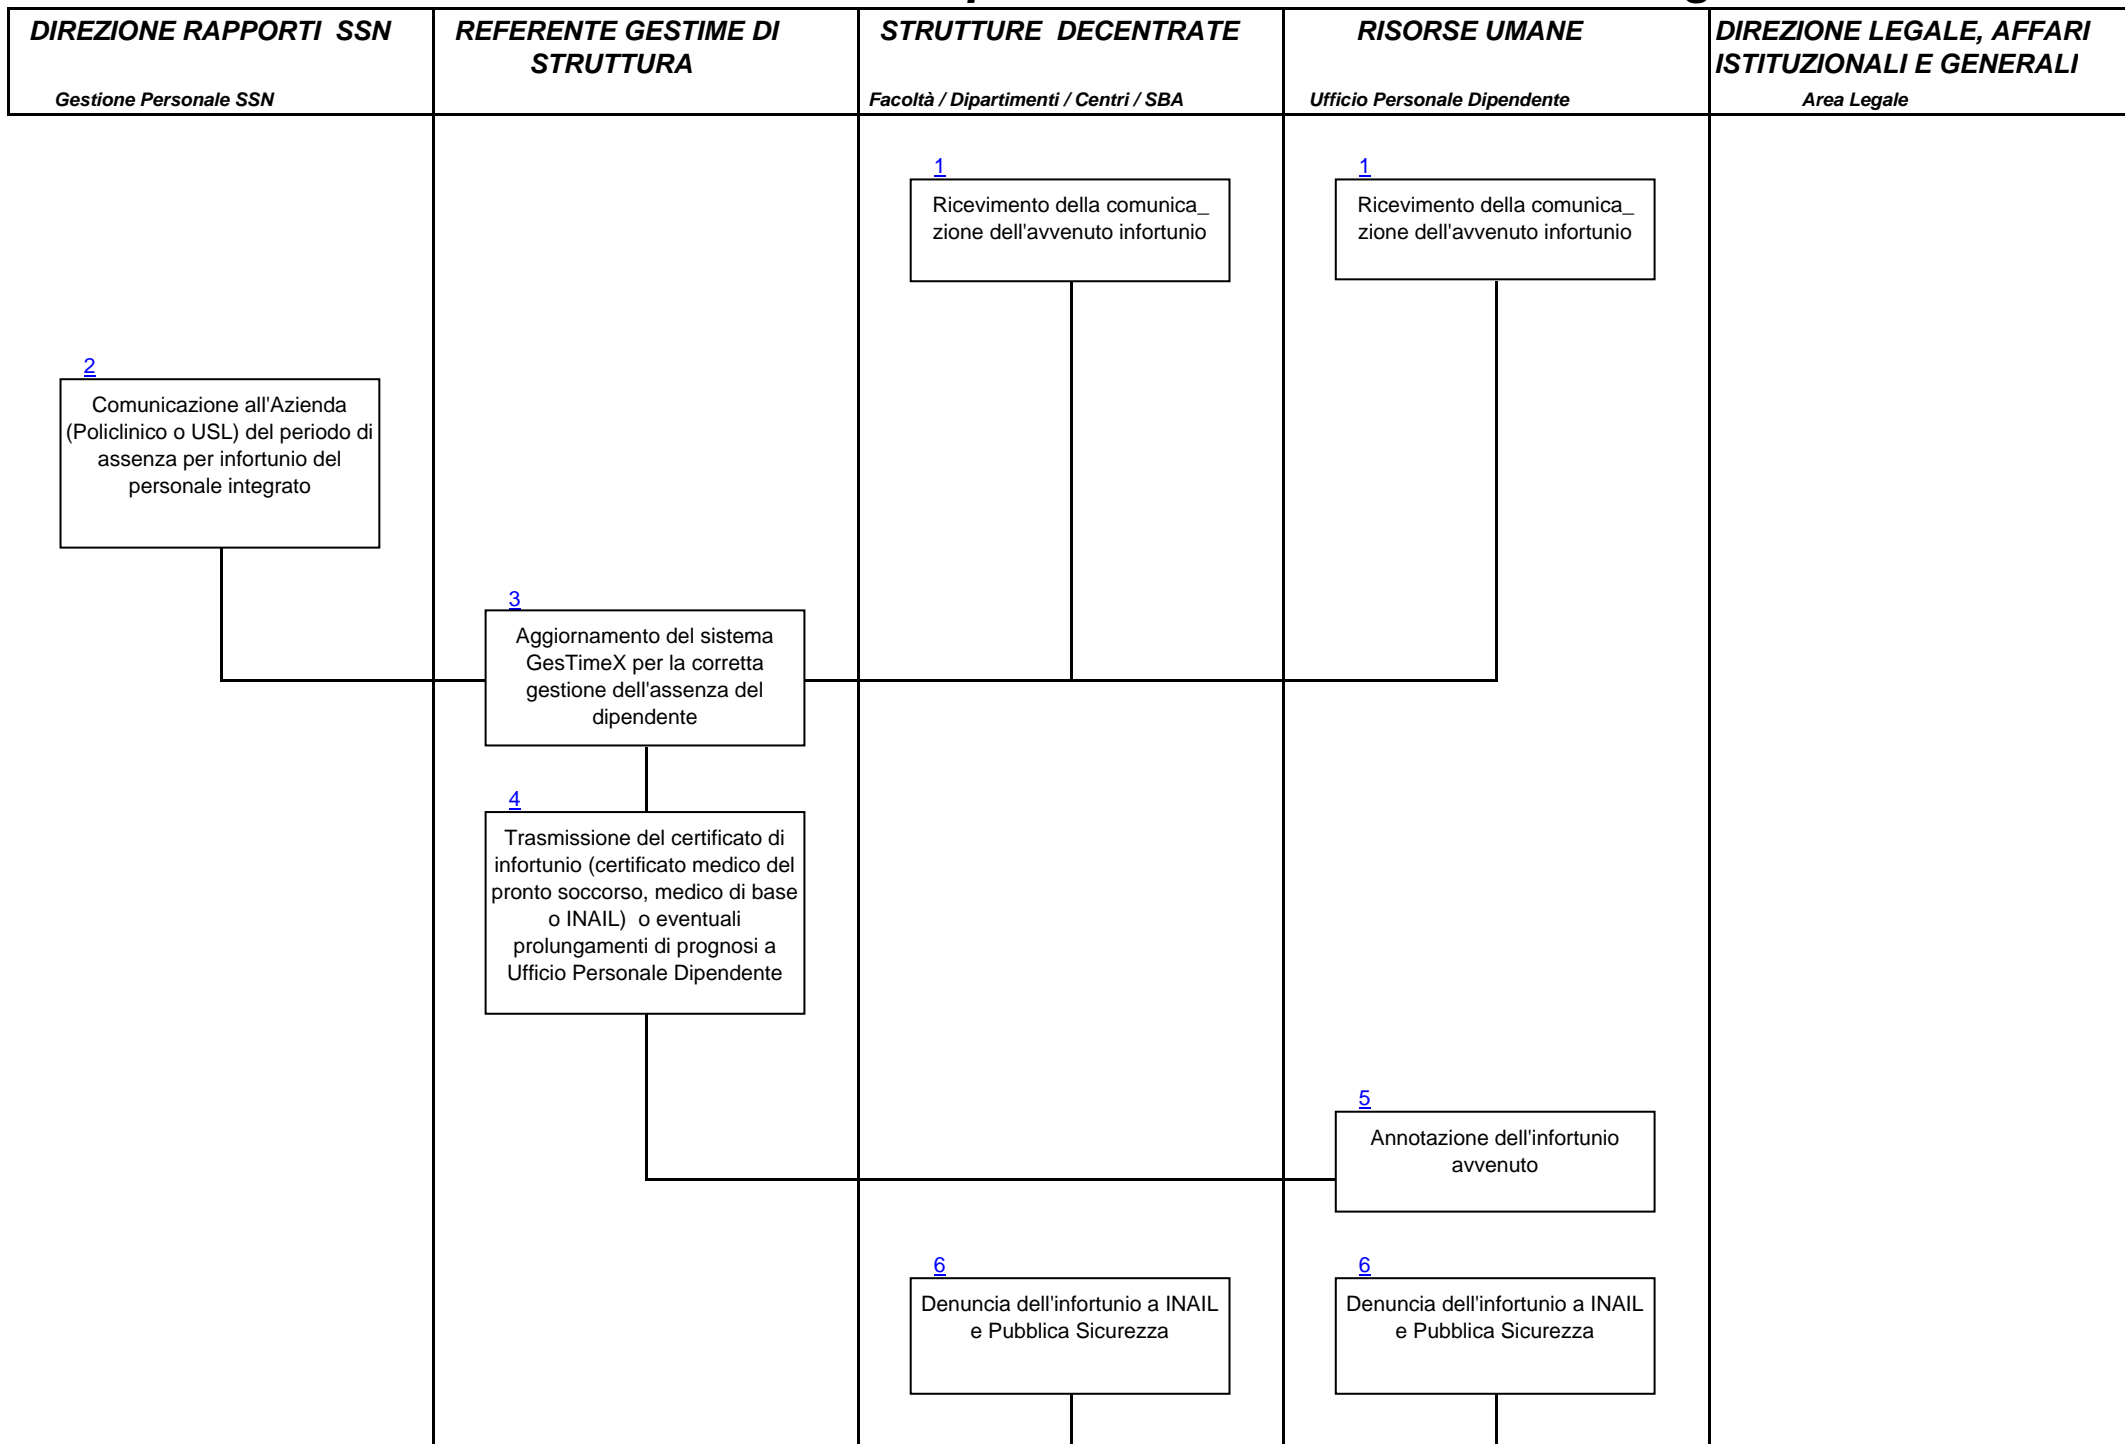 DIREZIONE RAPPORTI SSN
Gestione Personale SSN
REFERENTE GESTIME DI
STRUTTURA
STRUTTURE DECENTRATE
Facoltà / Dipartimenti / Centri / SBA
RISORSE UMANE
Ufficio Personale Dipendente
DIREZIONE LEGALE, AFFARI
ISTITUZIONALI E GENERALI
Area Legale
1
Ricevimento della comunica_
zione dell'avvenuto infortunio
1
Ricevimento della comunica_
zione dell'avvenuto infortunio
2
Comunicazione all'Azienda
(Policlinico o USL) del periodo di
assenza per infortunio del
personale integrato
3
Aggiornamento del sistema
GesTimeX per la corretta
gestione dell'assenza del
dipendente
4
Trasmissione del certificato di
infortunio (certificato medico del
pronto soccorso, medico di base
o INAIL) o eventuali
prolungamenti di prognosi a
Ufficio Personale Dipendente
5
Annotazione dell'infortunio
avvenuto
6
Denuncia dell'infortunio a INAIL
e Pubblica Sicurezza
6
Denuncia dell'infortunio a INAIL
e Pubblica Sicurezza